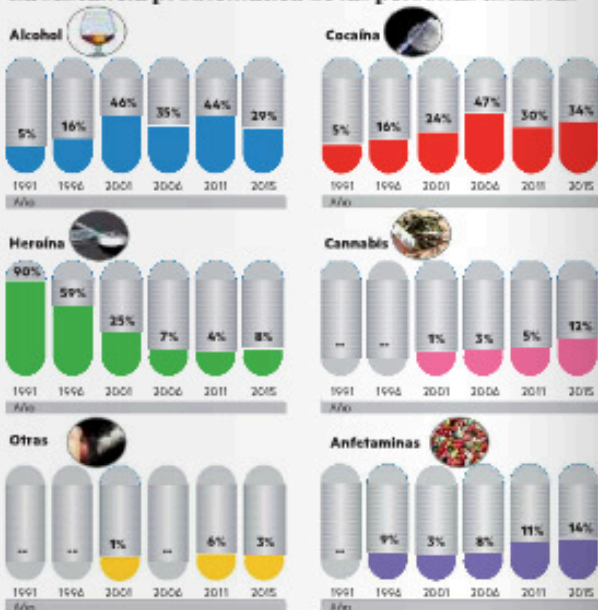 Alcohol
5% 16% 46% 35% 44% 29%
1991 1996 2001 2006 2011 2015
Año
Cocaína
5% 16% 24% 47% 30% 34%
1991 1996 2001 2006 2011 2015
Año
Heroína
90% 59% 25% 7% 4% 8%
1991 1996 2001 2006 2011 2015
Año
Cannabis
-- -- 1% 3% 5% 12%
1991 1996 2001 2006 2011 2015
Año
Otras
-- -- 1% -- 6% 3%
1991 1996 2001 2006 2011 2015
Año
Anfetaminas
-- 9% 3% 8% 11% 14%
1991 1996 2001 2006 2011 2015
Año